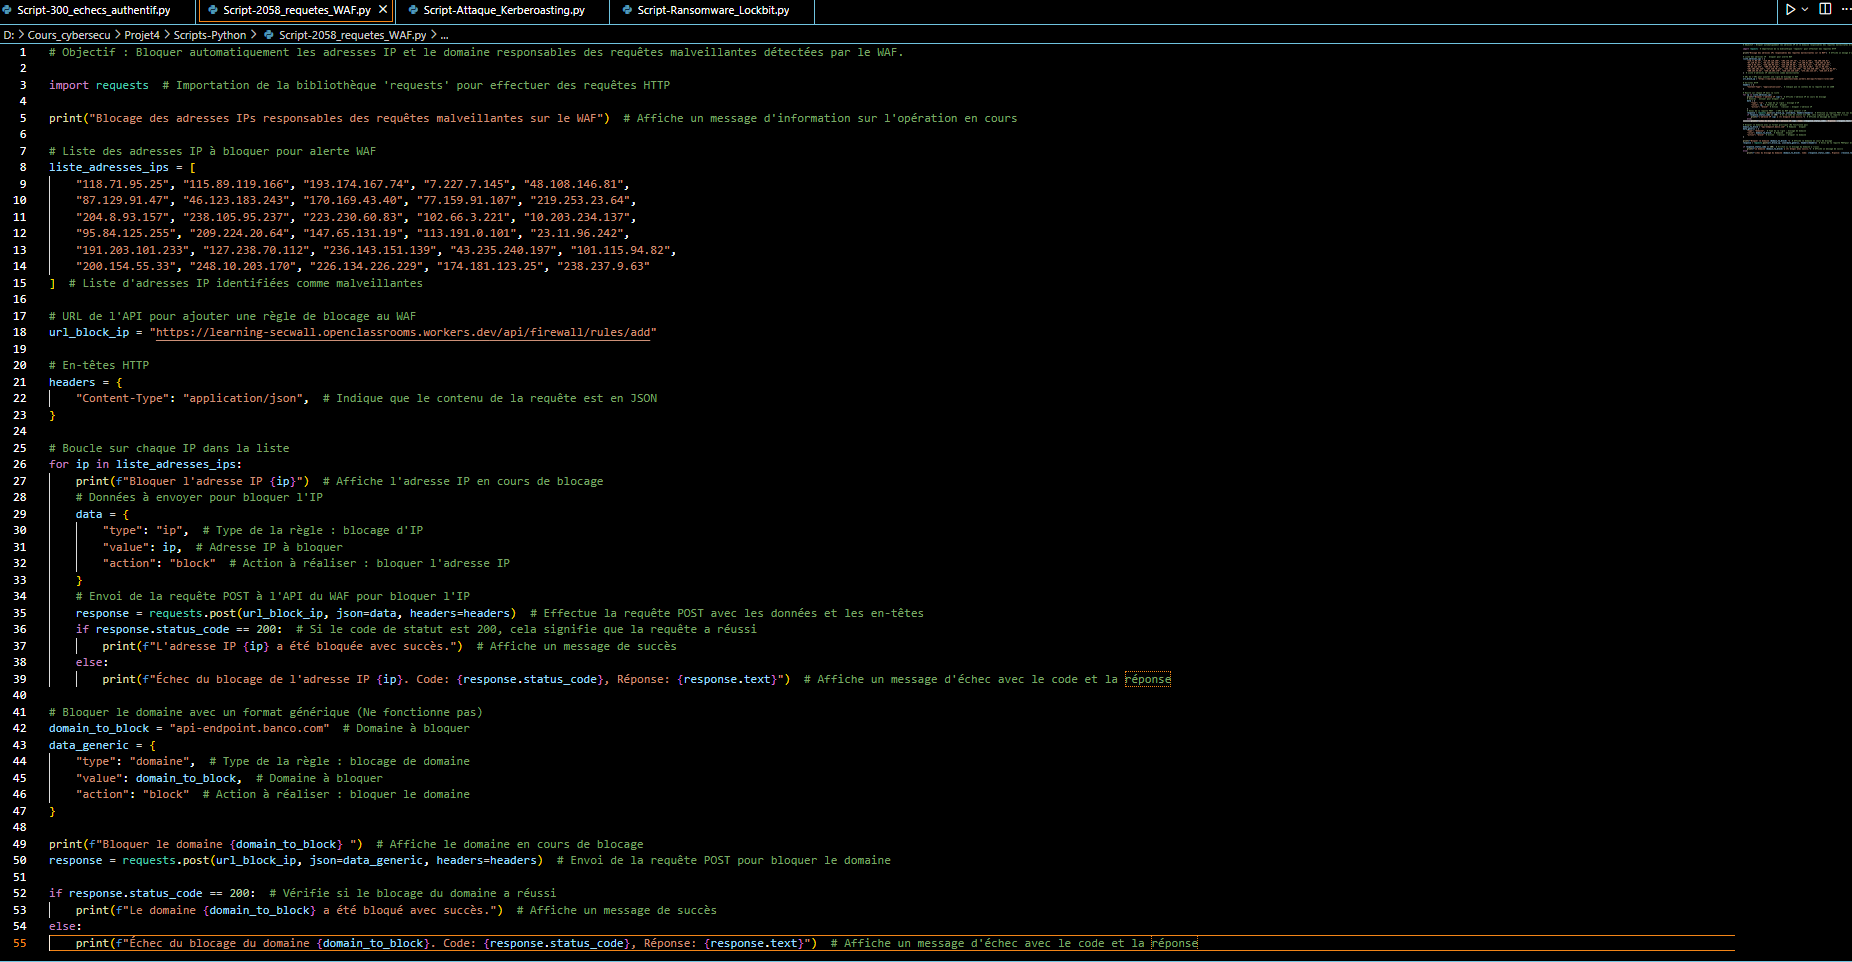 Script-300_echecs_authentif.py Script-2058_requetes_WAF.py × Script-Attaque_Kerberoasting.py Script-Ransomware_Lockbit.py
D: > Cours_cybersecu > Projet4 > Scripts-Python > Script-2058_requetes_WAF.py > ...
1 # Objectif : Bloquer automatiquement les adresses IP et le domaine responsables des requêtes malveillantes détectées par le WAF.
2
3 import requests # Importation de la bibliothèque 'requests' pour effectuer des requêtes HTTP
4
5 print("Blocage des adresses IPs responsables des requêtes malveillantes sur le WAF") # Affiche un message d'information sur l'opération en cours
6
7 # Liste des adresses IP à bloquer pour alerte WAF
8 liste_adresses_ips = [
9 "118.71.95.25", "115.89.119.166", "193.174.167.74", "7.227.7.145", "48.108.146.81",
10 "87.129.91.47", "46.123.183.243", "170.169.43.40", "77.159.91.107", "219.253.23.64",
11 "204.8.93.157", "238.105.95.237", "223.230.60.83", "102.66.3.221", "10.203.234.137",
12 "95.84.125.255", "209.224.20.64", "147.65.131.19", "113.191.0.101", "23.11.96.242",
13 "191.203.101.233", "127.238.70.112", "236.143.151.139", "43.235.240.197", "101.115.94.82",
14 "200.154.55.33", "248.10.203.170", "226.134.226.229", "174.181.123.25", "238.237.9.63"
15 ] # Liste d'adresses IP identifiées comme malveillantes
16
17 # URL de l'API pour ajouter une règle de blocage au WAF
18 url_block_ip = "https://learning-secwall.openclassrooms.workers.dev/api/firewall/rules/add"
19
20 # En-têtes HTTP
21 headers = {
22 "Content-Type": "application/json", # Indique que le contenu de la requête est en JSON
23 }
24
25 # Boucle sur chaque IP dans la liste
26 for ip in liste_adresses_ips:
27 print(f"Bloquer l'adresse IP {ip}") # Affiche l'adresse IP en cours de blocage
28 # Données à envoyer pour bloquer l'IP
29 data = {
30 "type": "ip", # Type de la règle : blocage d'IP
31 "value": ip, # Adresse IP à bloquer
32 "action": "block" # Action à réaliser : bloquer l'adresse IP
33 }
34 # Envoi de la requête POST à l'API du WAF pour bloquer l'IP
35 response = requests.post(url_block_ip, json=data, headers=headers) # Effectue la requête POST avec les données et les en-têtes
36 if response.status_code == 200: # Si le code de statut est 200, cela signifie que la requête a réussi
37 print(f"L'adresse IP {ip} a été bloquée avec succès.") # Affiche un message de succès
38 else:
39 print(f"Échec du blocage de l'adresse IP {ip}. Code: {response.status_code}, Réponse: {response.text}") # Affiche un message d'échec avec le code et la réponse
40
41 # Bloquer le domaine avec un format générique (Ne fonctionne pas)
42 domain_to_block = "api-endpoint.banco.com" # Domaine à bloquer
43 data_generic = {
44 "type": "domaine", # Type de la règle : blocage de domaine
45 "value": domain_to_block, # Domaine à bloquer
46 "action": "block" # Action à réaliser : bloquer le domaine
47 }
48
49 print(f"Bloquer le domaine {domain_to_block} ") # Affiche le domaine en cours de blocage
50 response = requests.post(url_block_ip, json=data_generic, headers=headers) # Envoi de la requête POST pour bloquer le domaine
51
52 if response.status_code == 200: # Vérifie si le blocage du domaine a réussi
53 print(f"Le domaine {domain_to_block} a été bloqué avec succès.") # Affiche un message de succès
54 else:
55 print(f"Échec du blocage du domaine {domain_to_block}. Code: {response.status_code}, Réponse: {response.text}") # Affiche un message d'échec avec le code et la réponse